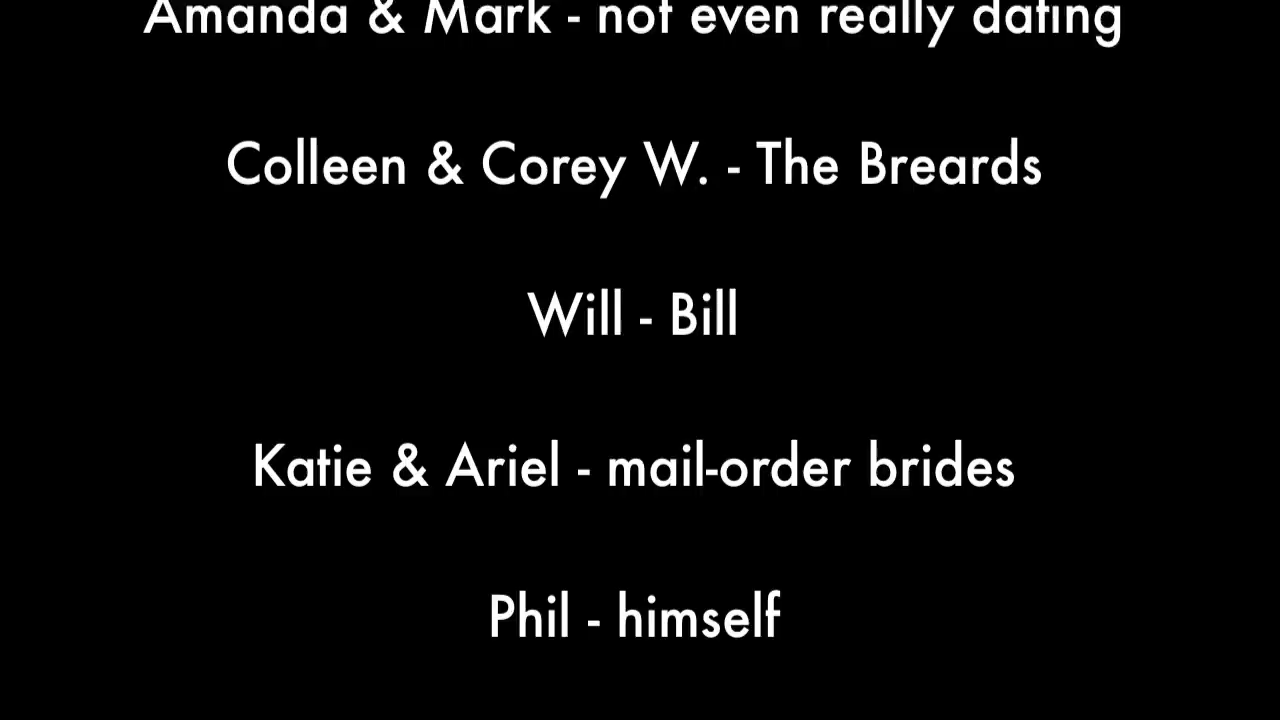 Amanda & Mark - not even really dating
Colleen & Corey W. - The Breards
Will - Bill
Katie & Ariel - mail-order brides
Phil - himself